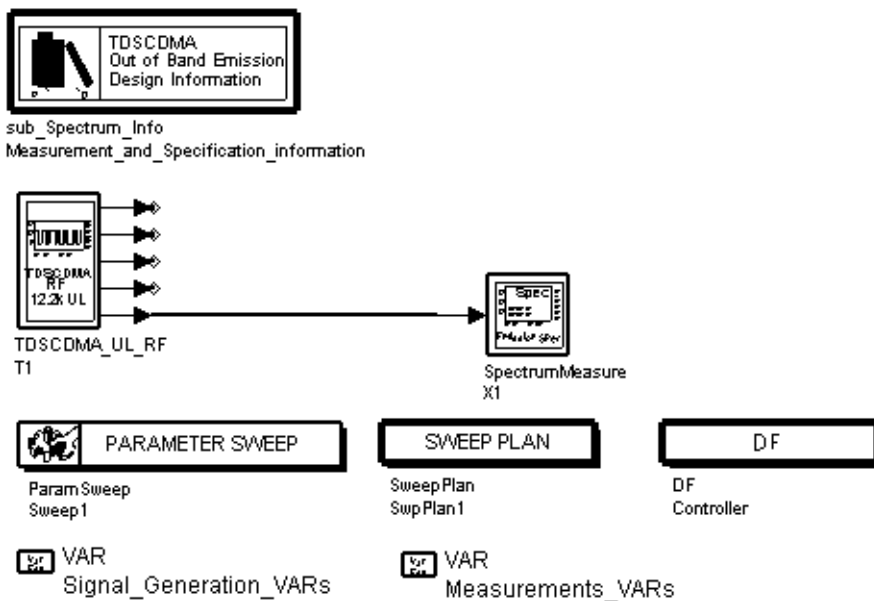 TDSCDMA
Out of Band Emission
Design Information
sub_Spectrum_Info
Measurement_and_Specification_information
TDSCDMA
RF
12.2k UL
TDSCDMA_UL_RF
T1
Spec
SpectrumMeasure
X1
PARAMETER SWEEP
ParamSweep
Sweep1
SWEEP PLAN
SweepPlan
SwpPlan1
DF
DF
Controller
VAR
Signal_Generation_VARs
VAR
Measurements_VARs